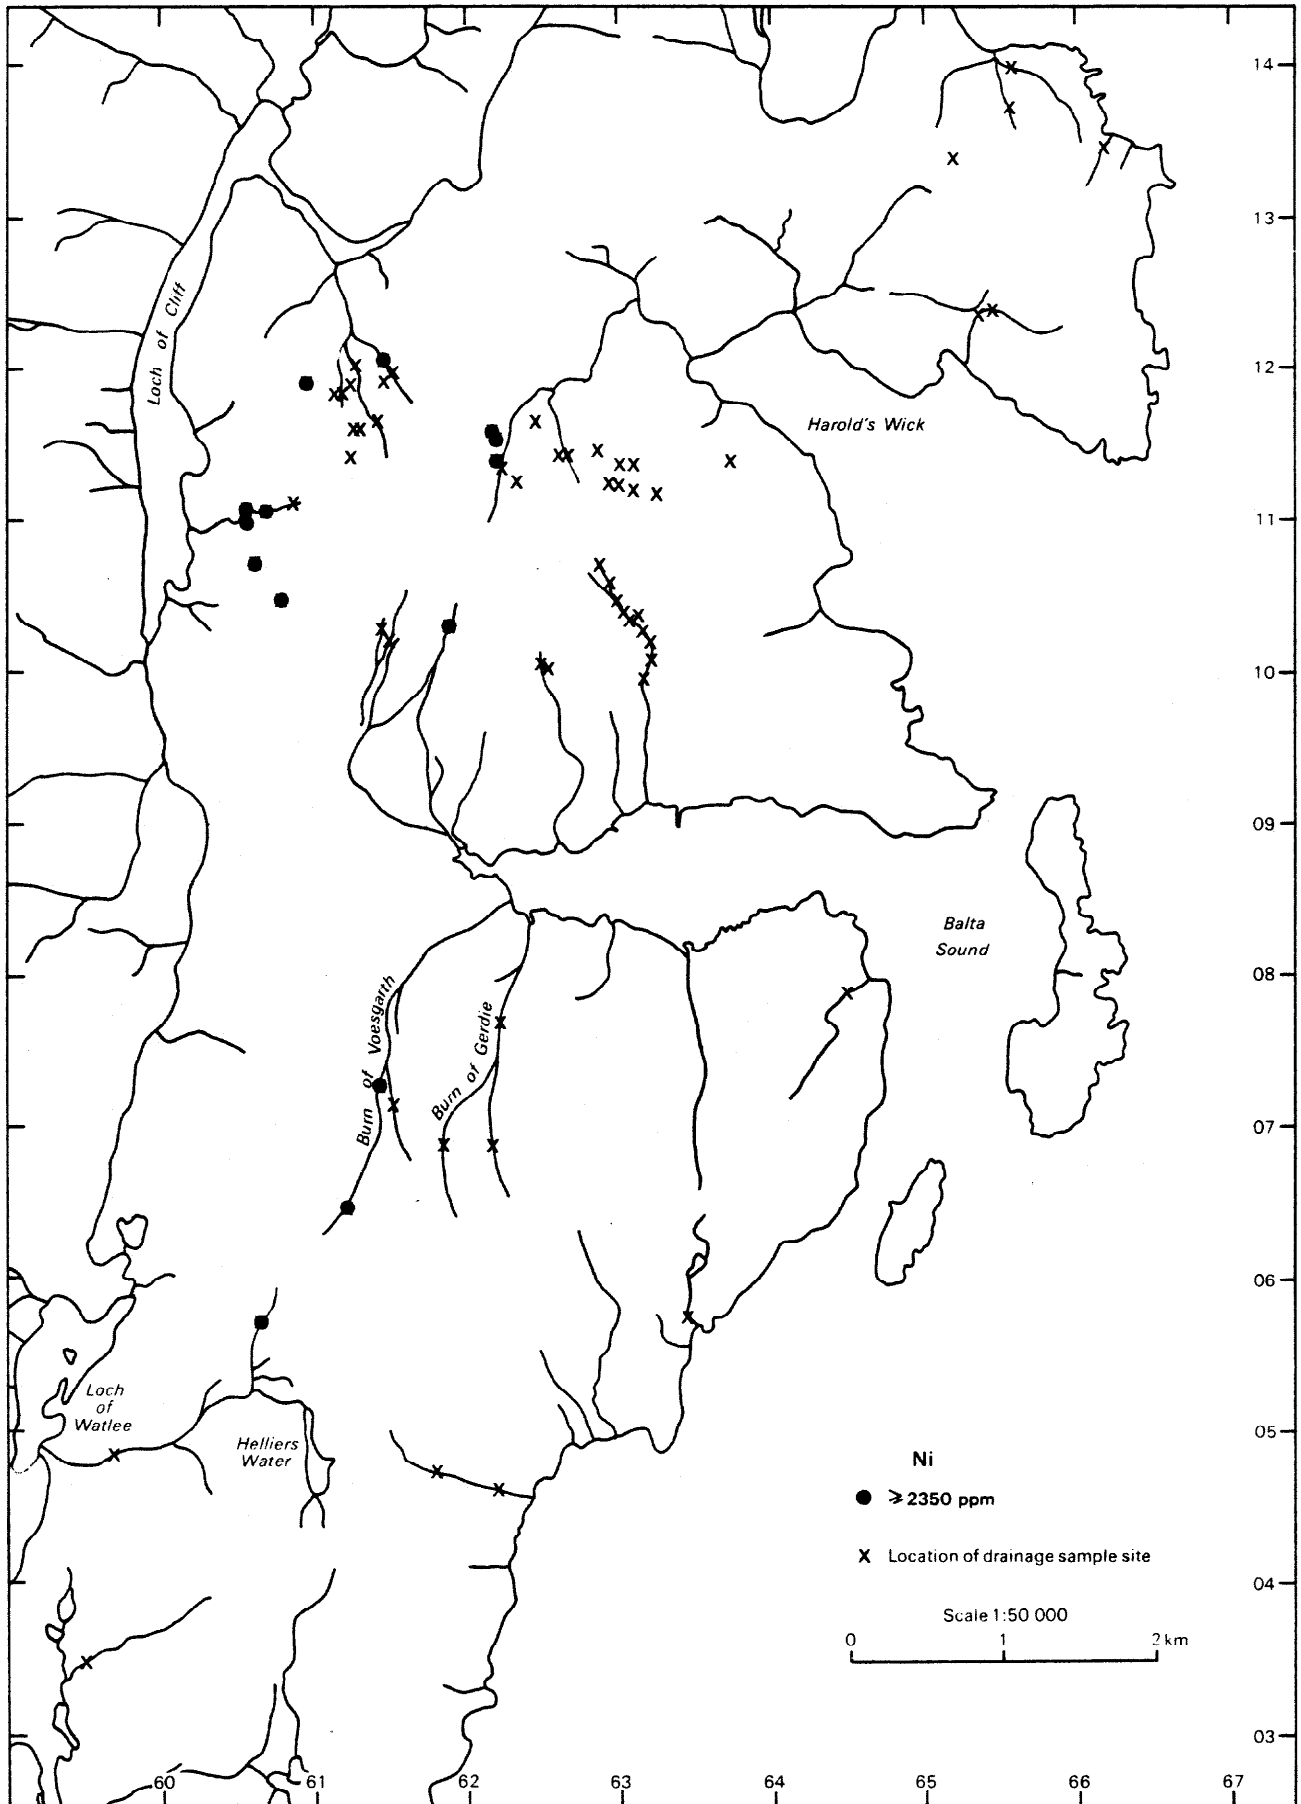 14
13
Loch of Cliff
12
Harold's Wick
11
10
09
Balta
Sound
08
Burn of Voesgarth
Burn of Gerdie
07
06
Loch
of
Watlee
05
Helliers
Water
Ni
● ⩾2350 ppm
x Location of drainage sample site
04
Scale 1:50 000
0 1 2 km
03
60 61 62 63 64 65 66 67